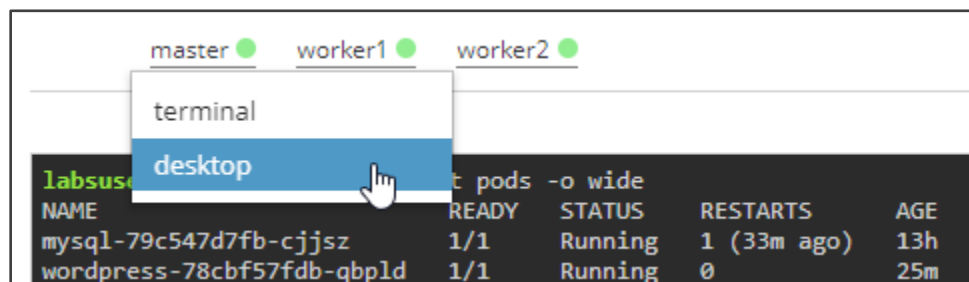 master worker1 worker2
terminal
desktop
labsuse t pods -o wide
NAME READY STATUS RESTARTS AGE
mysql-79c547d7fb-cjjsz 1/1 Running 1 (33m ago) 13h
wordpress-78cbf57fdb-qbpld 1/1 Running 0 25m